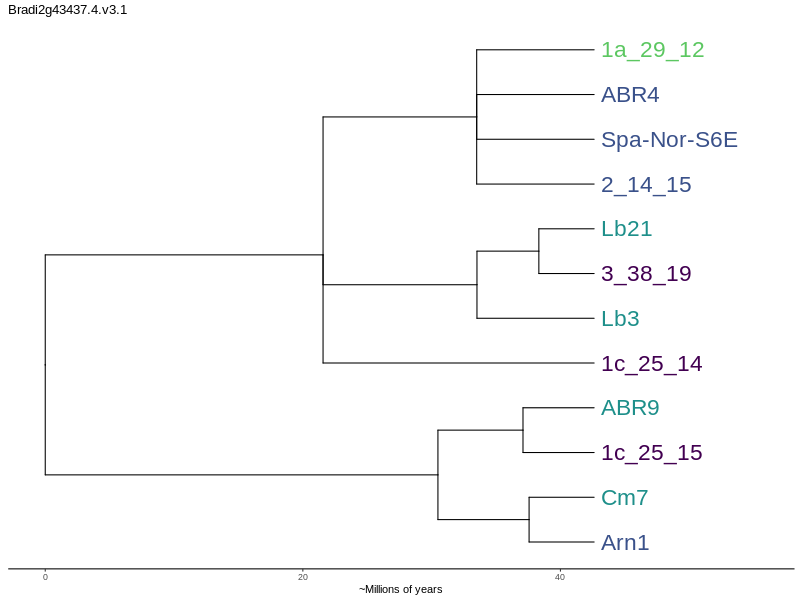 Bradi2g43437.4.v3.1
1a_29_12
ABR4
Spa-Nor-S6E
2_14_15
Lb21
3_38_19
Lb3
1c_25_14
ABR9
1c_25_15
Cm7
Arn1
0 20 40
~Millions of years